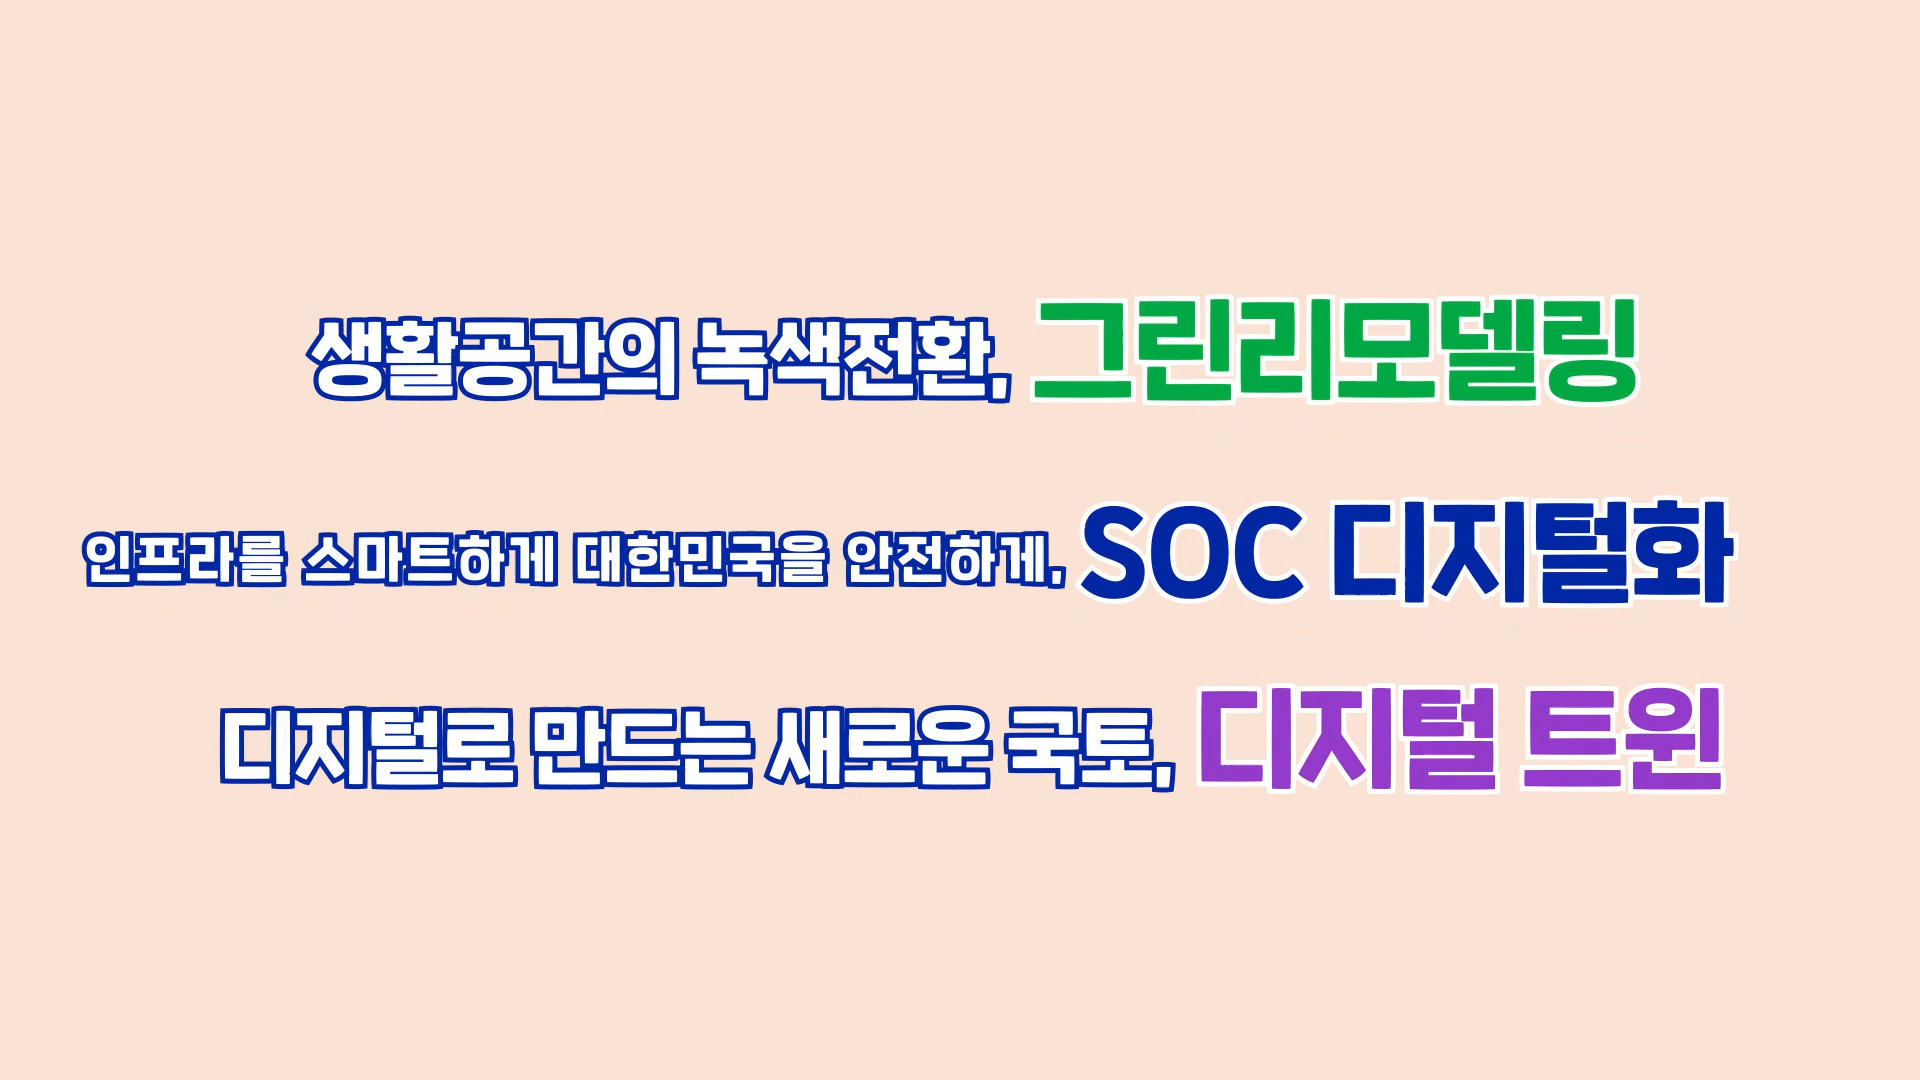 생활공간의 녹색전환, 그린리모델링
인프라를 스마트하게 대한민국을 안전하게, SOC 디지털화
디지털로 만드는 새로운 국토, 디지털 트윈